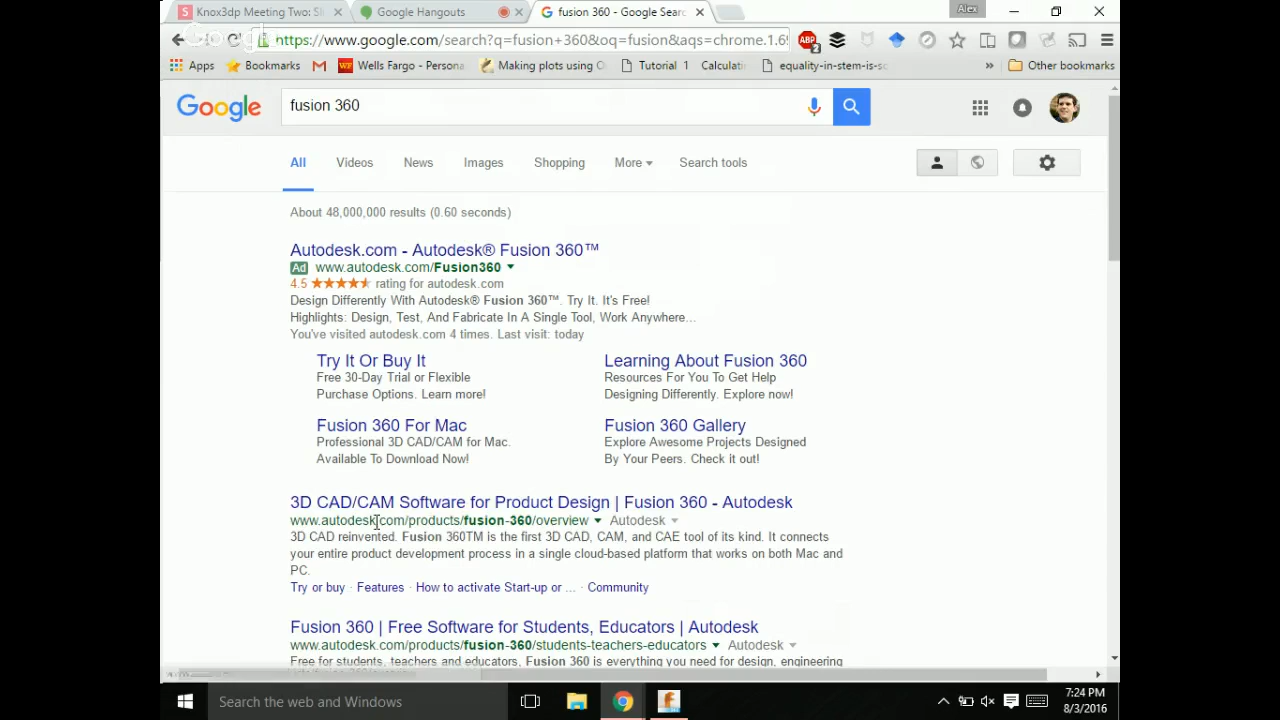 Knox3dp Meeting Two: Sli
Google Hangouts
fusion 360 - Google Searc
Alex
https://www.google.com/search?q=fusion+360&oq=fusion&aqs=chrome.1.69
ABP
2
Apps
Bookmarks
Wells Fargo - Persona
Making plots using O
Tutorial 1
Calculati
equality-in-stem-is-sc
»
Other bookmarks
Google
fusion 360
All
Videos
News
Images
Shopping
More
Search tools
About 48,000,000 results (0.60 seconds)
Autodesk.com - Autodesk® Fusion 360™
Ad www.autodesk.com/Fusion360
4.5 ★★★★★ rating for autodesk.com
Design Differently With Autodesk® Fusion 360™. Try It. It's Free!
Highlights: Design, Test, And Fabricate In A Single Tool, Work Anywhere...
You've visited autodesk.com 4 times. Last visit: today
Try It Or Buy It
Free 30-Day Trial or Flexible
Purchase Options. Learn more!
Learning About Fusion 360
Resources For You To Get Help
Designing Differently. Explore now!
Fusion 360 For Mac
Professional 3D CAD/CAM for Mac.
Available To Download Now!
Fusion 360 Gallery
Explore Awesome Projects Designed
By Your Peers. Check it out!
3D CAD/CAM Software for Product Design | Fusion 360 - Autodesk
www.autodesk.com/products/fusion-360/overview Autodesk
3D CAD reinvented. Fusion 360TM is the first 3D CAD, CAM, and CAE tool of its kind. It connects
your entire product development process in a single cloud-based platform that works on both Mac and
PC.
Try or buy · Features · How to activate Start-up or ... · Community
Fusion 360 | Free Software for Students, Educators | Autodesk
www.autodesk.com/products/fusion-360/students-teachers-educators Autodesk
Free for students, teachers and educators, Fusion 360 is everything you need for design, engineering
Search the web and Windows
7:24 PM
8/3/2016